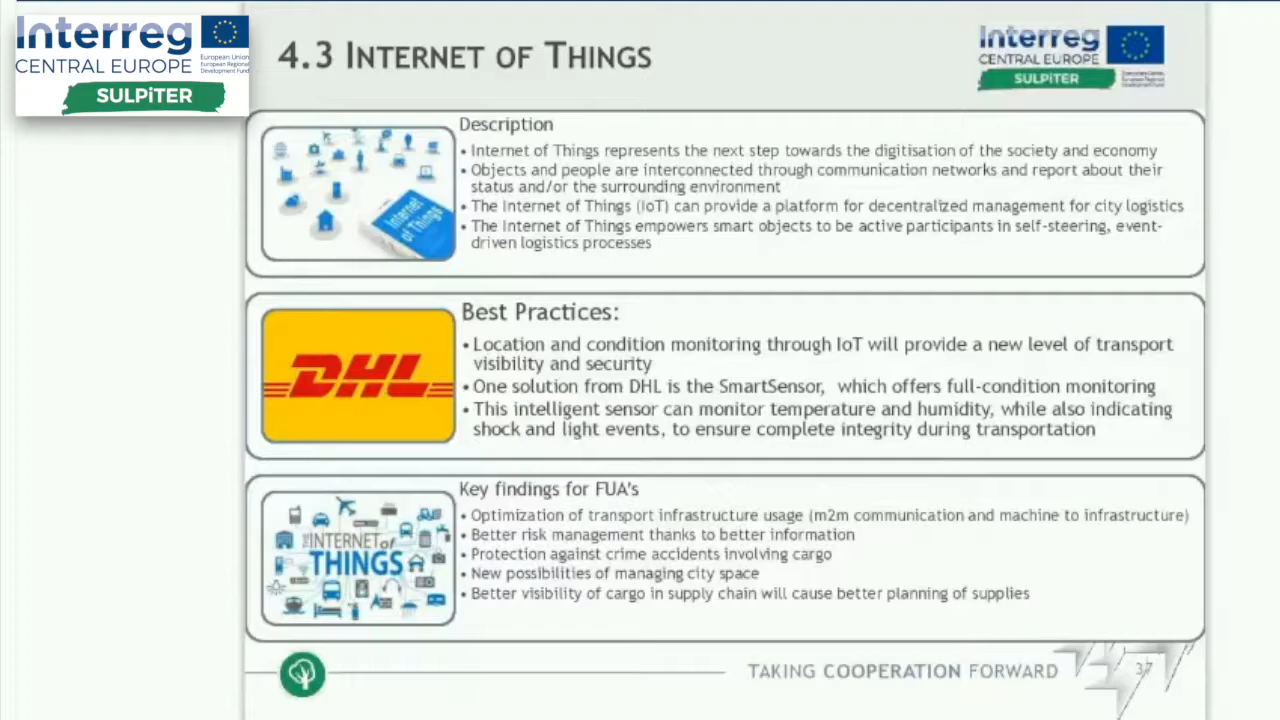 Interreg
CENTRAL EUROPE
European Union
European Regional
Development Fund
SULPiTER
4.3 INTERNET OF THINGS
Interreg
CENTRAL EUROPE
SULPiTER
Description
• Internet of Things represents the next step towards the digitisation of the society and economy
• Objects and people are interconnected through communication networks and report about their
status and/or the surrounding environment
• The Internet of Things (IoT) can provide a platform for decentralized management for city logistics
• The Internet of Things empowers smart objects to be active participants in self-steering, event-
driven logistics processes
Internet
of Things
Best Practices:
• Location and condition monitoring through IoT will provide a new level of transport
visibility and security
• One solution from DHL is the SmartSensor, which offers full-condition monitoring
• This intelligent sensor can monitor temperature and humidity, while also indicating
shock and light events, to ensure complete integrity during transportation
DHL
Key findings for FUA's
• Optimization of transport infrastructure usage (m2m communication and machine to infrastructure)
• Better risk management thanks to better information
• Protection against crime accidents involving cargo
• New possibilities of managing city space
• Better visibility of cargo in supply chain will cause better planning of supplies
THE INTERNET of
THINGS
TAKING COOPERATION FORWARD
37